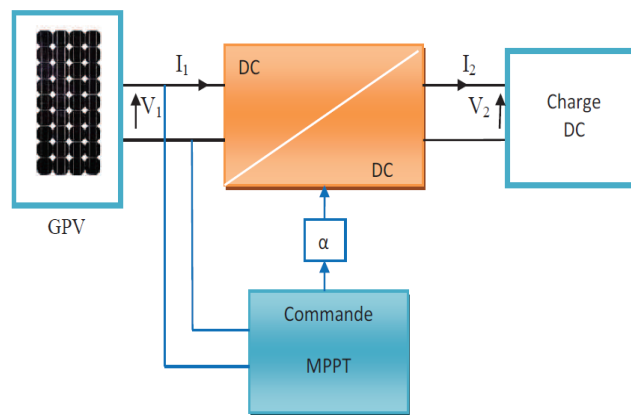 I1
DC
I2
V1
V2
Charge
DC
DC
GPV
α
Commande
MPPT